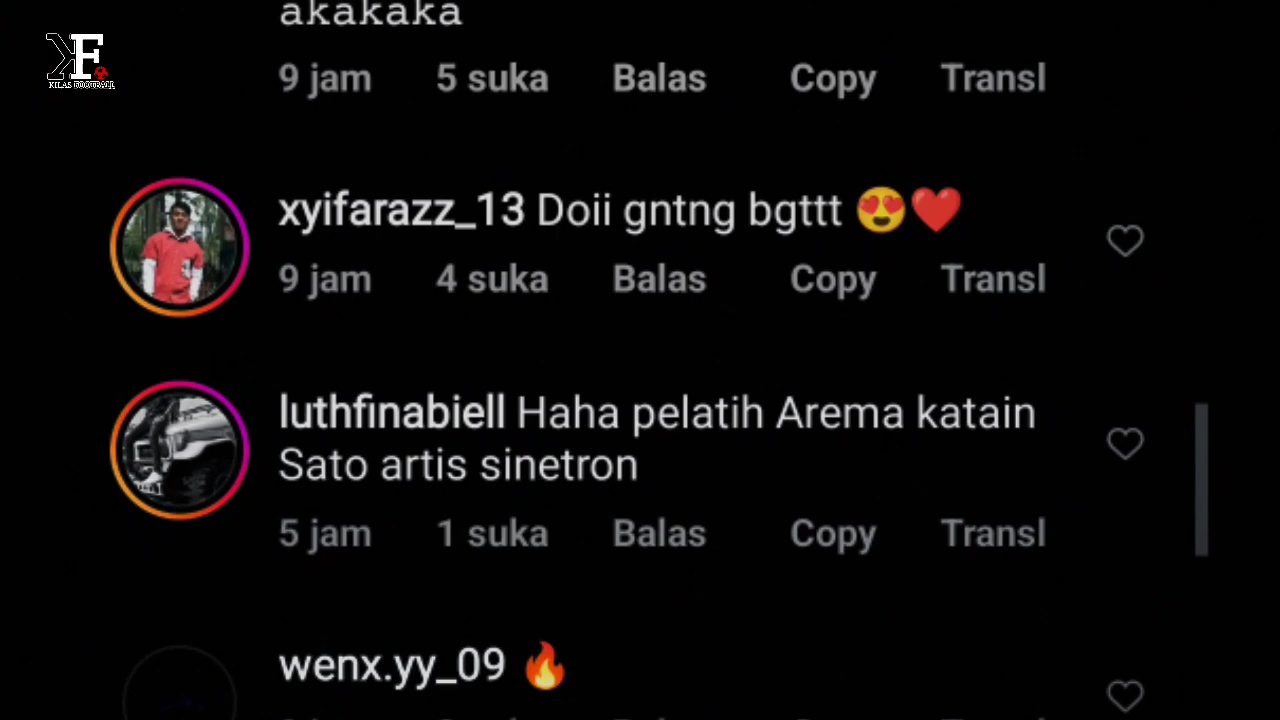 akakaka
KF.
9 jam 5 suka Balas Copy Transl
xyifarazz_13 Doii gntng bgttt 😍❤️
9 jam 4 suka Balas Copy Transl
luthfinabiell Haha pelatih Arema katain
Sato artis sinetron
5 jam 1 suka Balas Copy Transl
wenx.yy_09 🔥